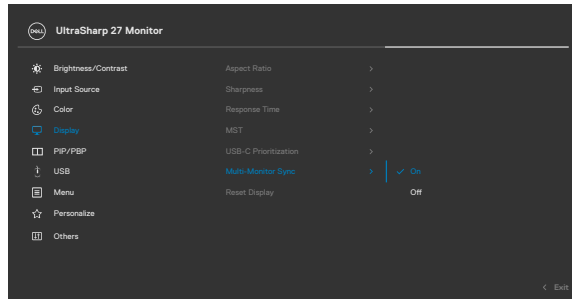 DELL UltraSharp 27 Monitor
Brightness/Contrast Aspect Ratio >
Input Source Sharpness >
Color Response Time >
Display MST >
PIP/PBP USB-C Prioritization >
USB Multi-Monitor Sync > ✓ On
Menu Reset Display Off
Personalize
Others
< Exit